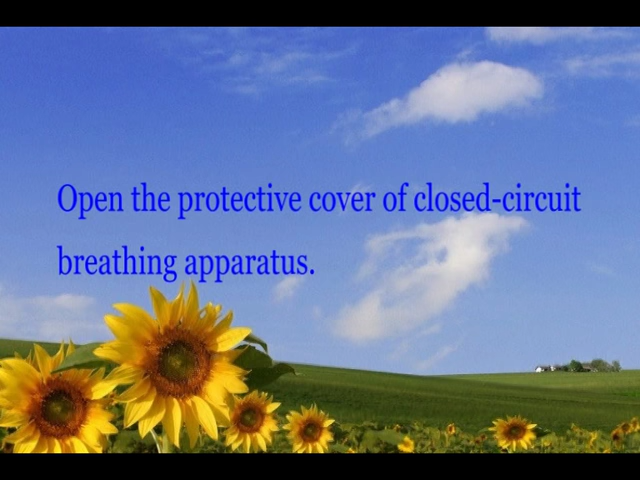 Open the protective cover of closed-circuit
breathing apparatus.